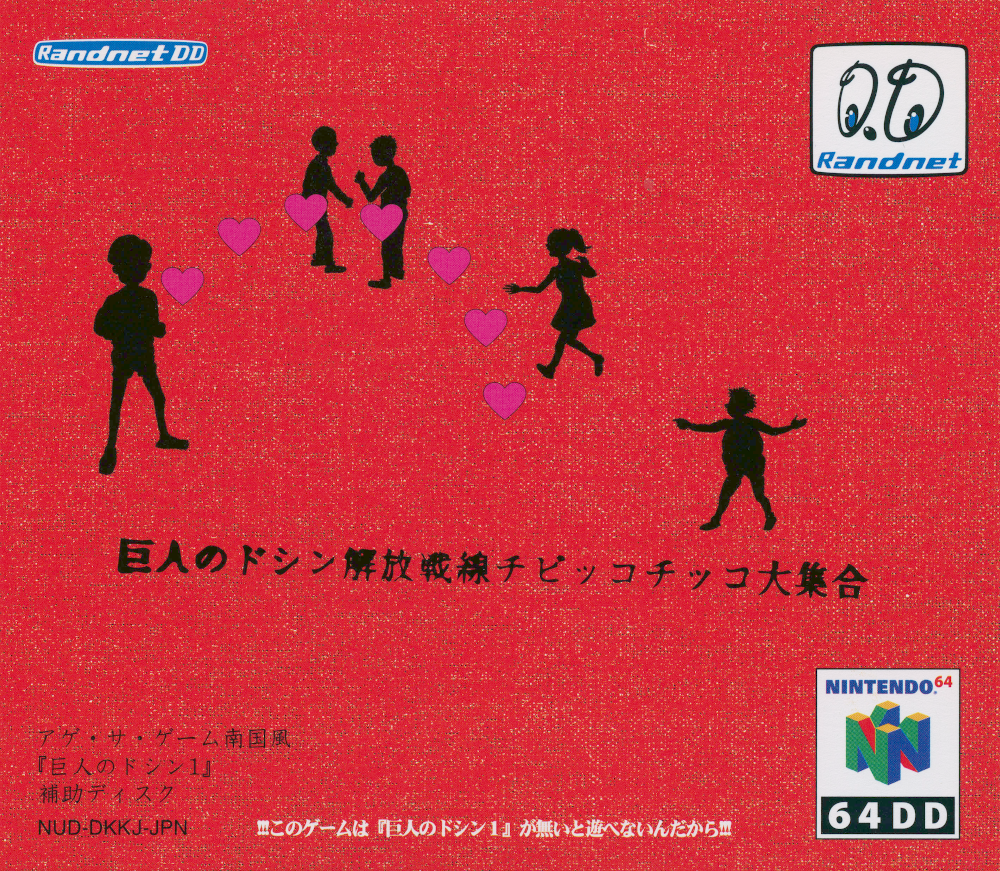 Randnet DD
Randnet
巨人のドシン解放戦線チビッコチッコ大集合
アゲ・サ・ゲーム南国風
『巨人のドシン1』
補助ディスク
NUD-DKKJ-JPN
!!!このゲームは『巨人のドシン1』が無いと遊べないんだから!!!
NINTENDO 64
64DD